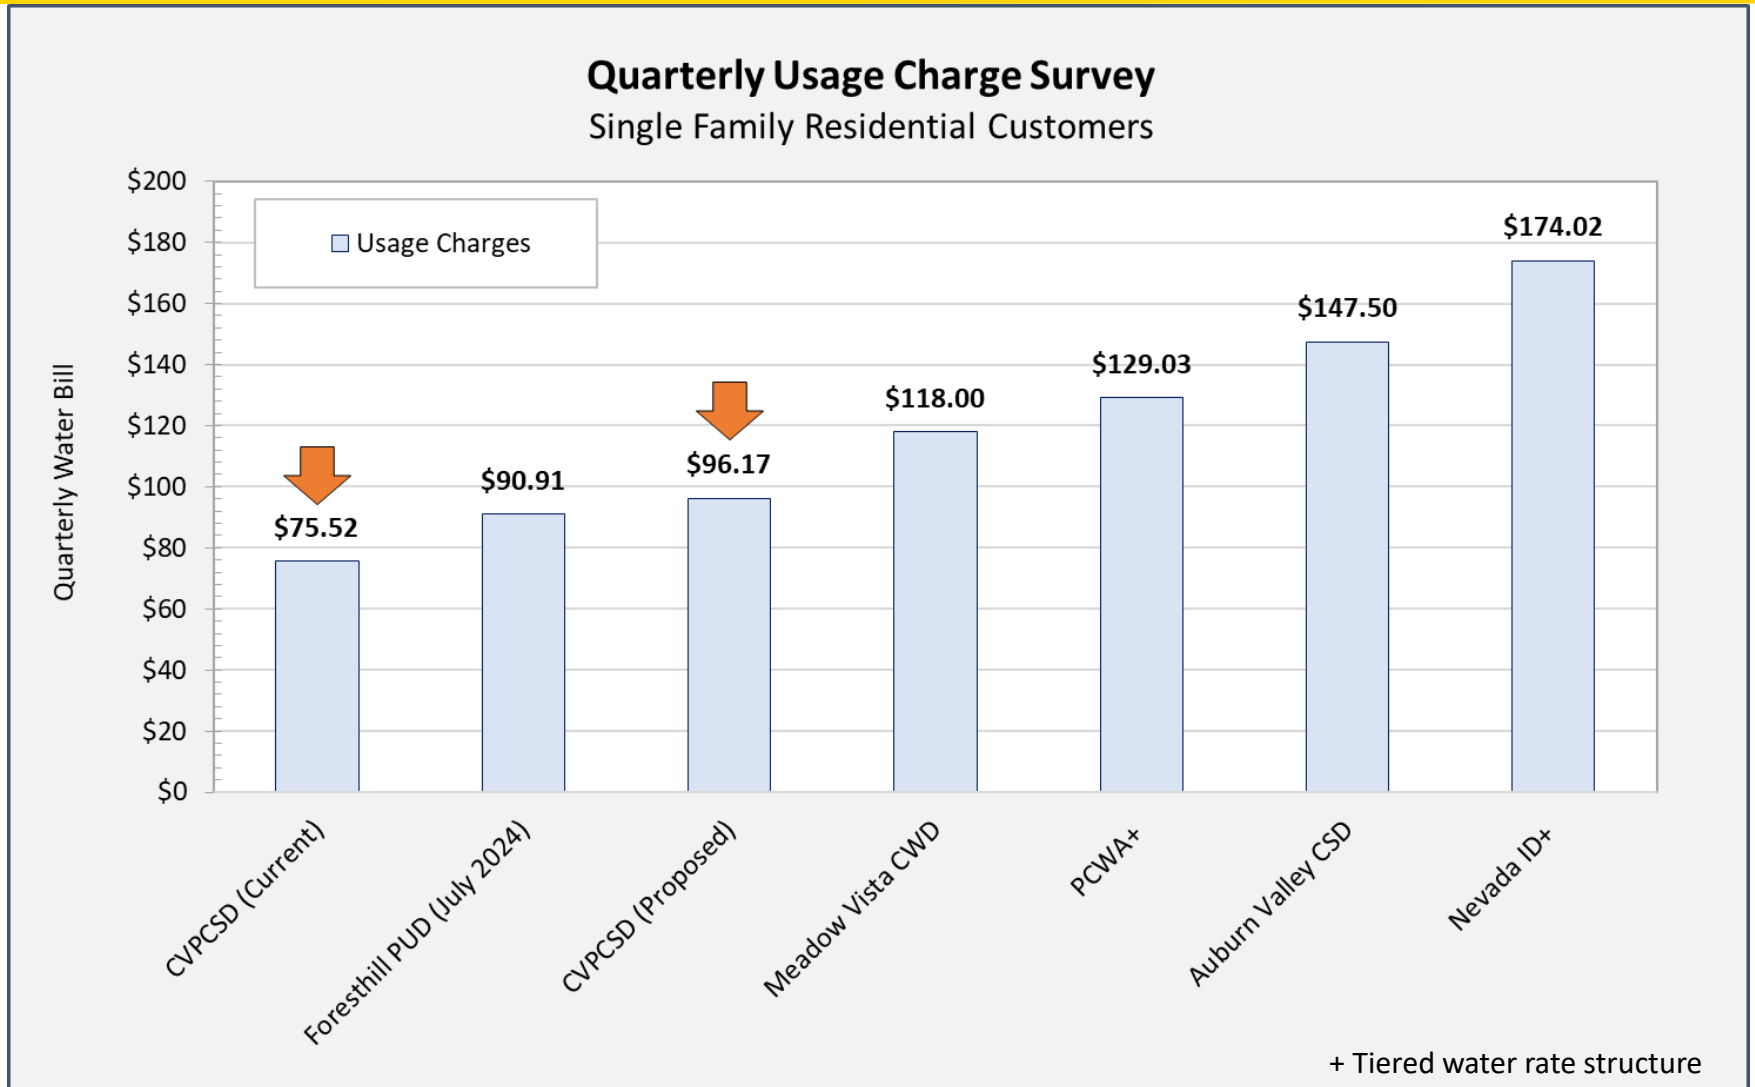 Quarterly Usage Charge Survey
Single Family Residential Customers
Quarterly Water Bill
$200
$180
$160
$140
$120
$100
$80
$60
$40
$20
$0
Usage Charges
$75.52
$90.91
$96.17
$118.00
$129.03
$147.50
$174.02
CVPCSD (Current)
Foresthill PUD (July 2024)
CVPCSD (Proposed)
Meadow Vista CWD
PCWA+
Auburn Valley CSD
Nevada ID+
+ Tiered water rate structure